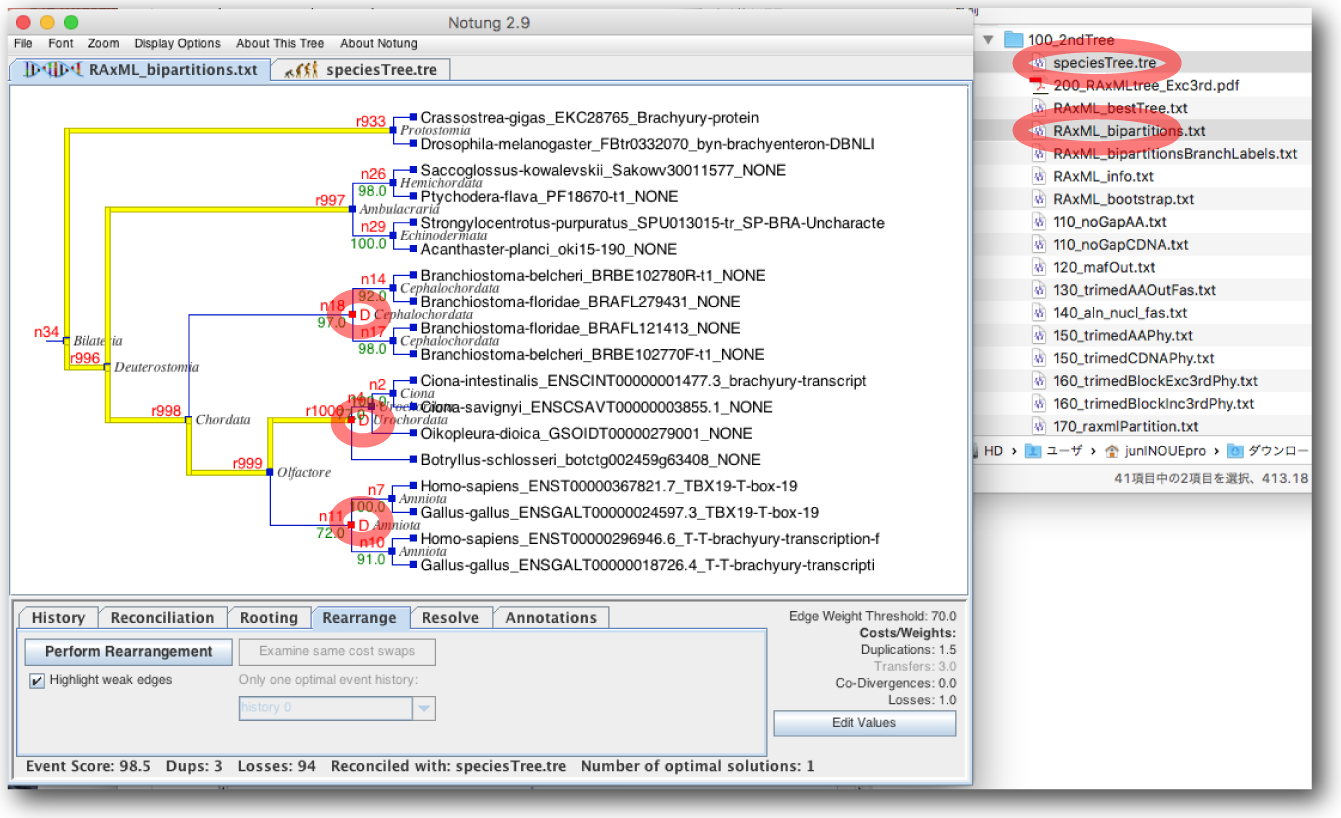 Notung 2.9
File Font Zoom Display Options About This Tree About Notung
RAxML_bipartitions.txt speciesTree.tre
r933
Crassostrea-gigas_EKC28765_Brachyury-protein
Protostomia
Drosophila-melanogaster_FBtr0332070_byn-brachyenteron-DBNLI
n26
Saccoglossus-kowalevskii_Sakowv30011577_NONE
Hemichordata
98.0
Ptychodera-flava_PF18670-t1_NONE
r997
Ambulacraria
n29
Strongylocentrotus-purpuratus_SPU013015-tr_SP-BRA-Uncharacte
Echinodermata
100.0
Acanthaster-planci_oki15-190_NONE
n14
Branchiostoma-belcheri_BRBE102780R-t1_NONE
Cephalochordata
92.0
Branchiostoma-floridae_BRAFL279431_NONE
n18
D Cephalochordata
97.0
n17
Branchiostoma-floridae_BRAFL121413_NONE
Cephalochordata
98.0
Branchiostoma-belcheri_BRBE102770F-t1_NONE
n34
Bilateria
r996
Deuterostomia
n2
Ciona-intestinalis_ENSCINT00000001477.3_brachyury-transcript
Ciona
100.0
n4
Ciona-savignyi_ENSCSAVT00000003855.1_NONE
r998
Chordata
r1000
D Urochordata
Oikopleura-dioica_GSOIDT00000279001_NONE
Botryllus-schlosseri_botctg002459g63408_NONE
r999
Olfactore
n7
Homo-sapiens_ENST00000367821.7_TBX19-T-box-19
Amniota
100.0
Gallus-gallus_ENSGALT00000024597.3_TBX19-T-box-19
n11
D Amniota
72.0
n10
Homo-sapiens_ENST00000296946.6_T-T-brachyury-transcription-f
Amniota
91.0
Gallus-gallus_ENSGALT00000018726.4_T-T-brachyury-transcripti
History Reconciliation Rooting Rearrange Resolve Annotations
Perform Rearrangement Examine same cost swaps
Highlight weak edges Only one optimal event history:
history 0
Edge Weight Threshold: 70.0
Costs/Weights:
Duplications: 1.5
Transfers: 3.0
Co-Divergences: 0.0
Losses: 1.0
Edit Values
Event Score: 98.5 Dups: 3 Losses: 94 Reconciled with: speciesTree.tre Number of optimal solutions: 1
100_2ndTree
speciesTree.tre
200_RAxMLtree_Exc3rd.pdf
RAxML_bestTree.txt
RAxML_bipartitions.txt
RAxML_bipartitionsBranchLabels.txt
RAxML_info.txt
RAxML_bootstrap.txt
110_noGapAA.txt
110_noGapCDNA.txt
120_mafOut.txt
130_trimedAAOutFas.txt
140_aln_nucl_fas.txt
150_trimedAAPhy.txt
150_trimedCDNAPhy.txt
160_trimedBlockExc3rdPhy.txt
160_trimedBlockInc3rdPhy.txt
170_raxmlPartition.txt
HD › ユーザ › junINOUEpro › ダウンロー
41項目中の2項目を選択、413.18